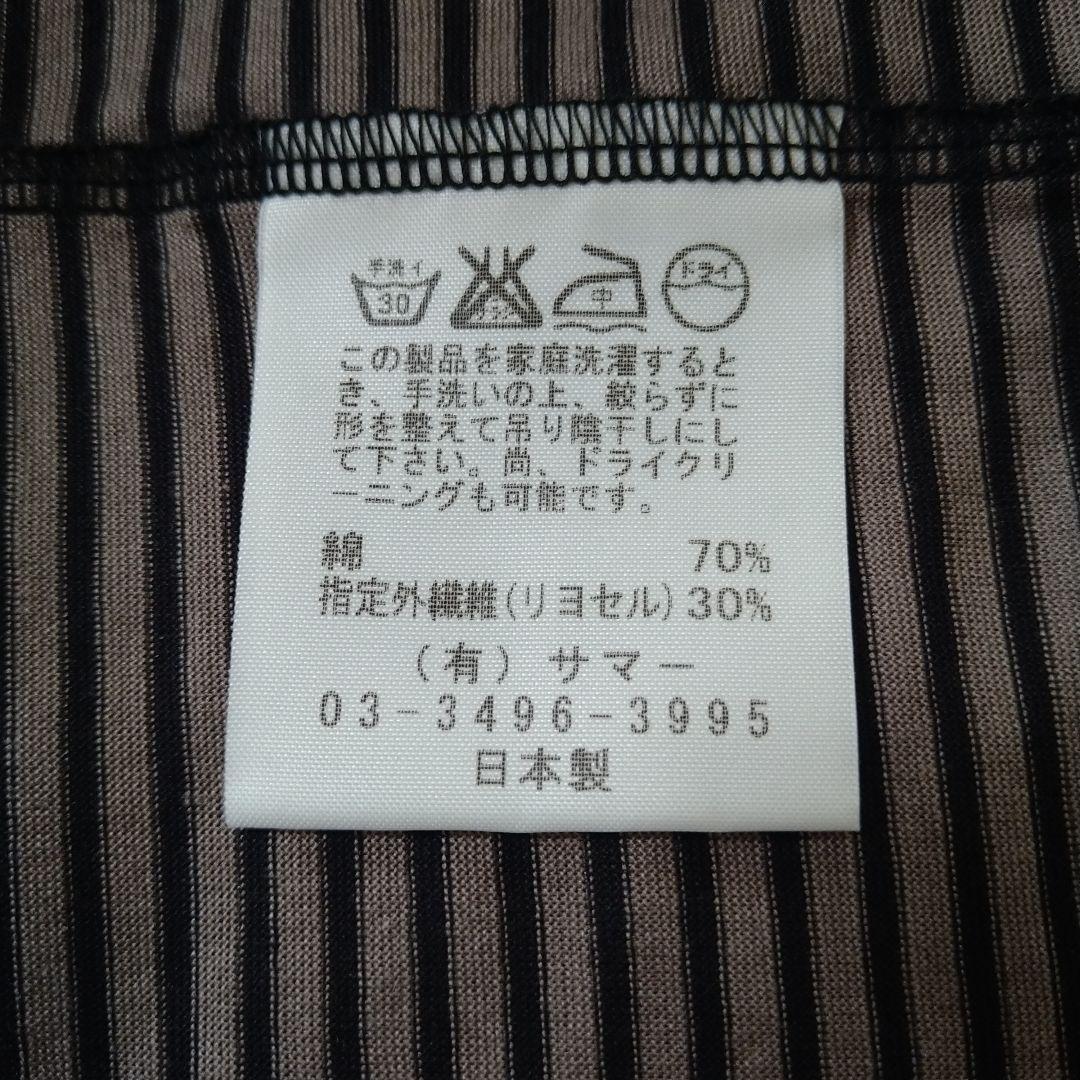 手洗イ 30 エンソ 中 ドライ
この製品を家庭洗濯すると
き、手洗いの上、絞らずに
形を整えて吊り陰干しにし
て下さい。尚、ドライクリ
ーニングも可能です。
綿 70%
指定外繊維(リヨセル) 30%
(有) サマー
03-3496-3995
日本製